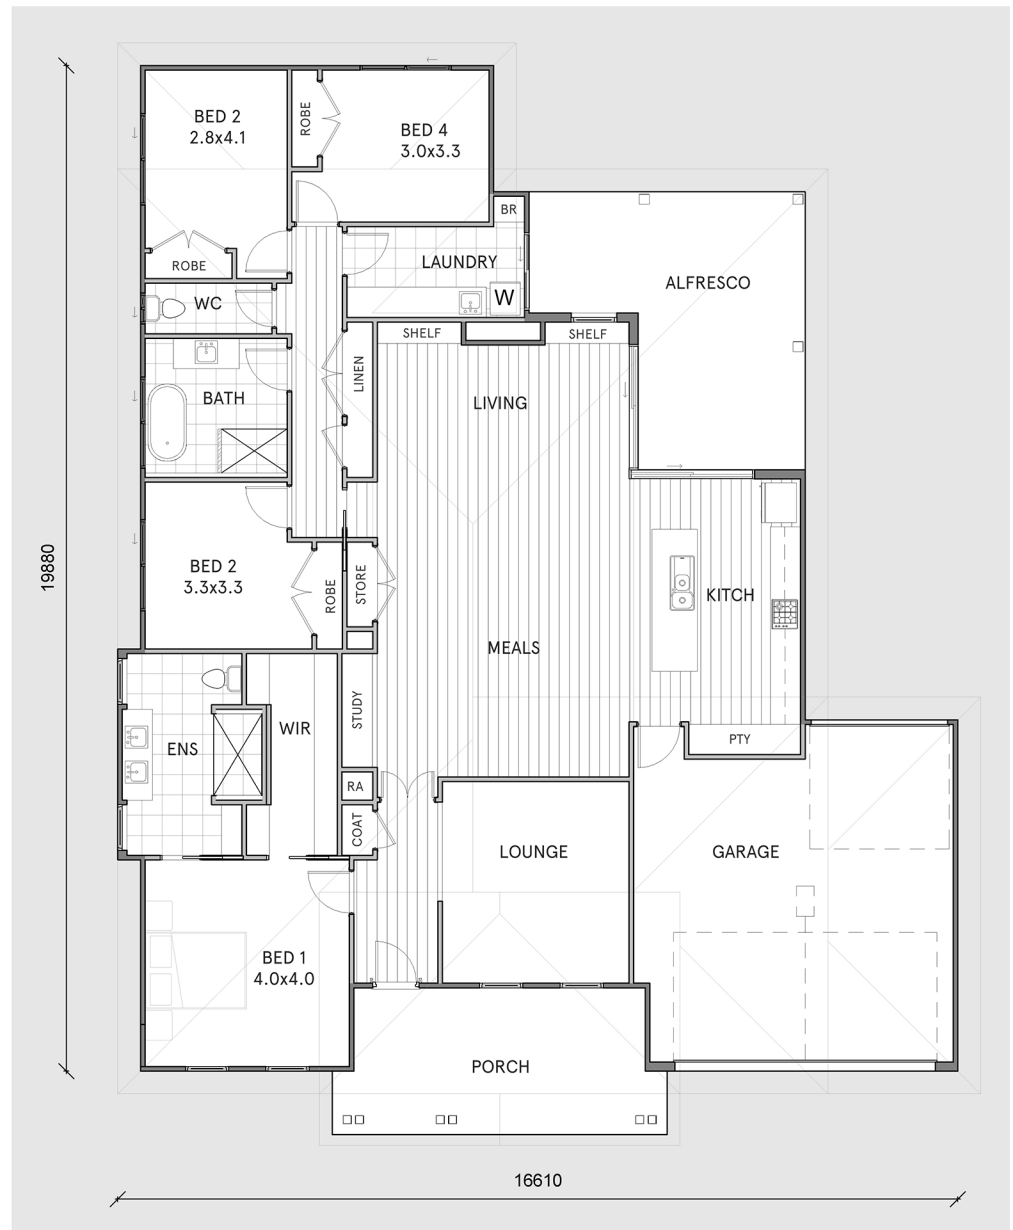 BED 2
2.8x4.1
ROBE
BED 4
3.0x3.3
BR
ROBE
LAUNDRY
ALFRESCO
WC
W
SHELF
SHELF
LINEN
BATH
LIVING
BED 2
3.3x3.3
ROBE
STORE
KITCH
19880
MEALS
STUDY
WIR
ENS
PTY
RA
COAT
LOUNGE
GARAGE
BED 1
4.0x4.0
PORCH
16610